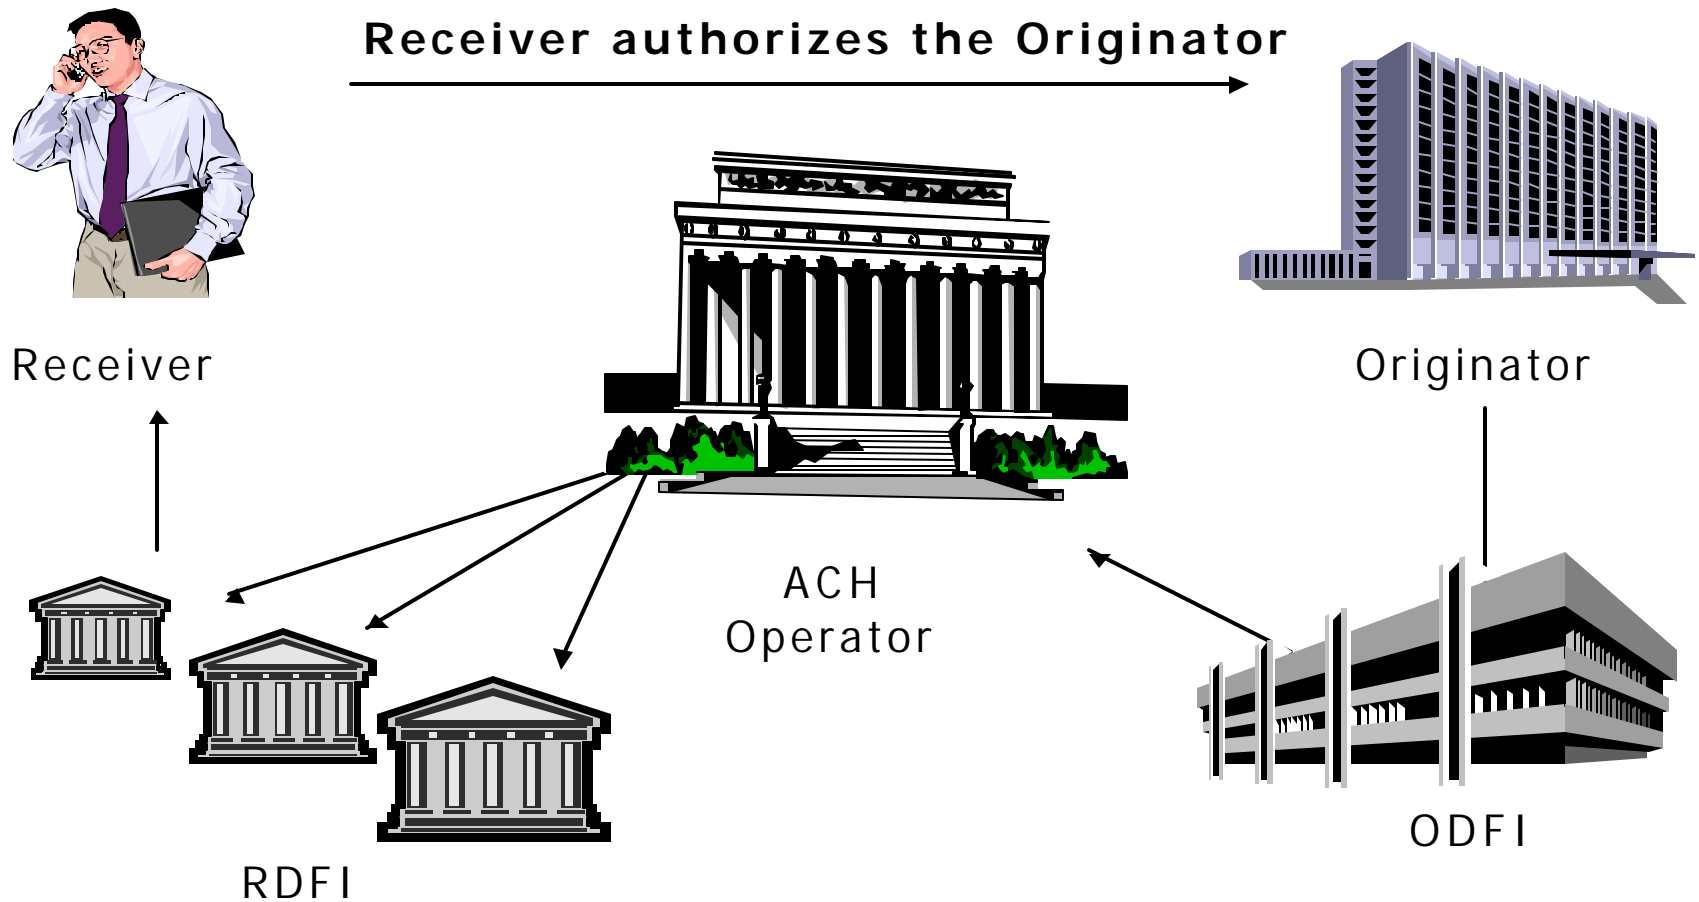 Receiver authorizes the Originator
Receiver
Originator
ACH
Operator
ODFI
RDFI